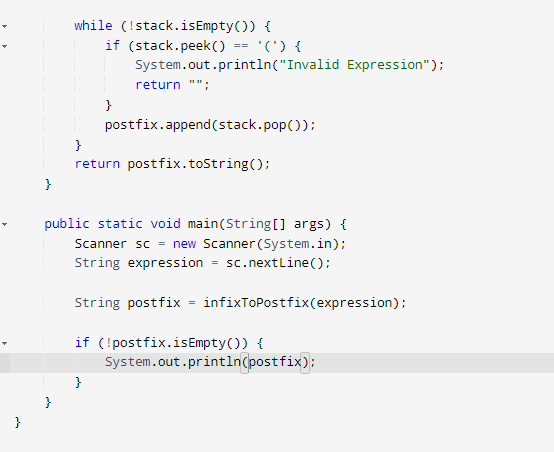 while (!stack.isEmpty()) {
if (stack.peek() == '(') {
System.out.println("Invalid Expression");
return "";
}
postfix.append(stack.pop());
}
return postfix.toString();
}
public static void main(String[] args) {
Scanner sc = new Scanner(System.in);
String expression = sc.nextLine();
String postfix = infixToPostfix(expression);
if (!postfix.isEmpty()) {
System.out.println(postfix);
}
}
}